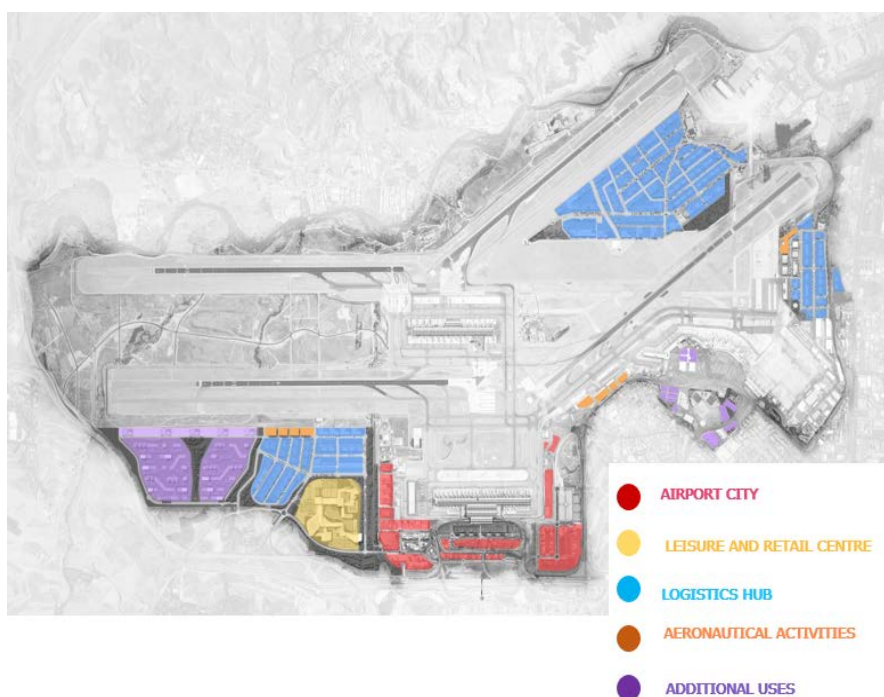 AIRPORT CITY
LEISURE AND RETAIL CENTRE
LOGISTICS HUB
AERONAUTICAL ACTIVITIES
ADDITIONAL USES